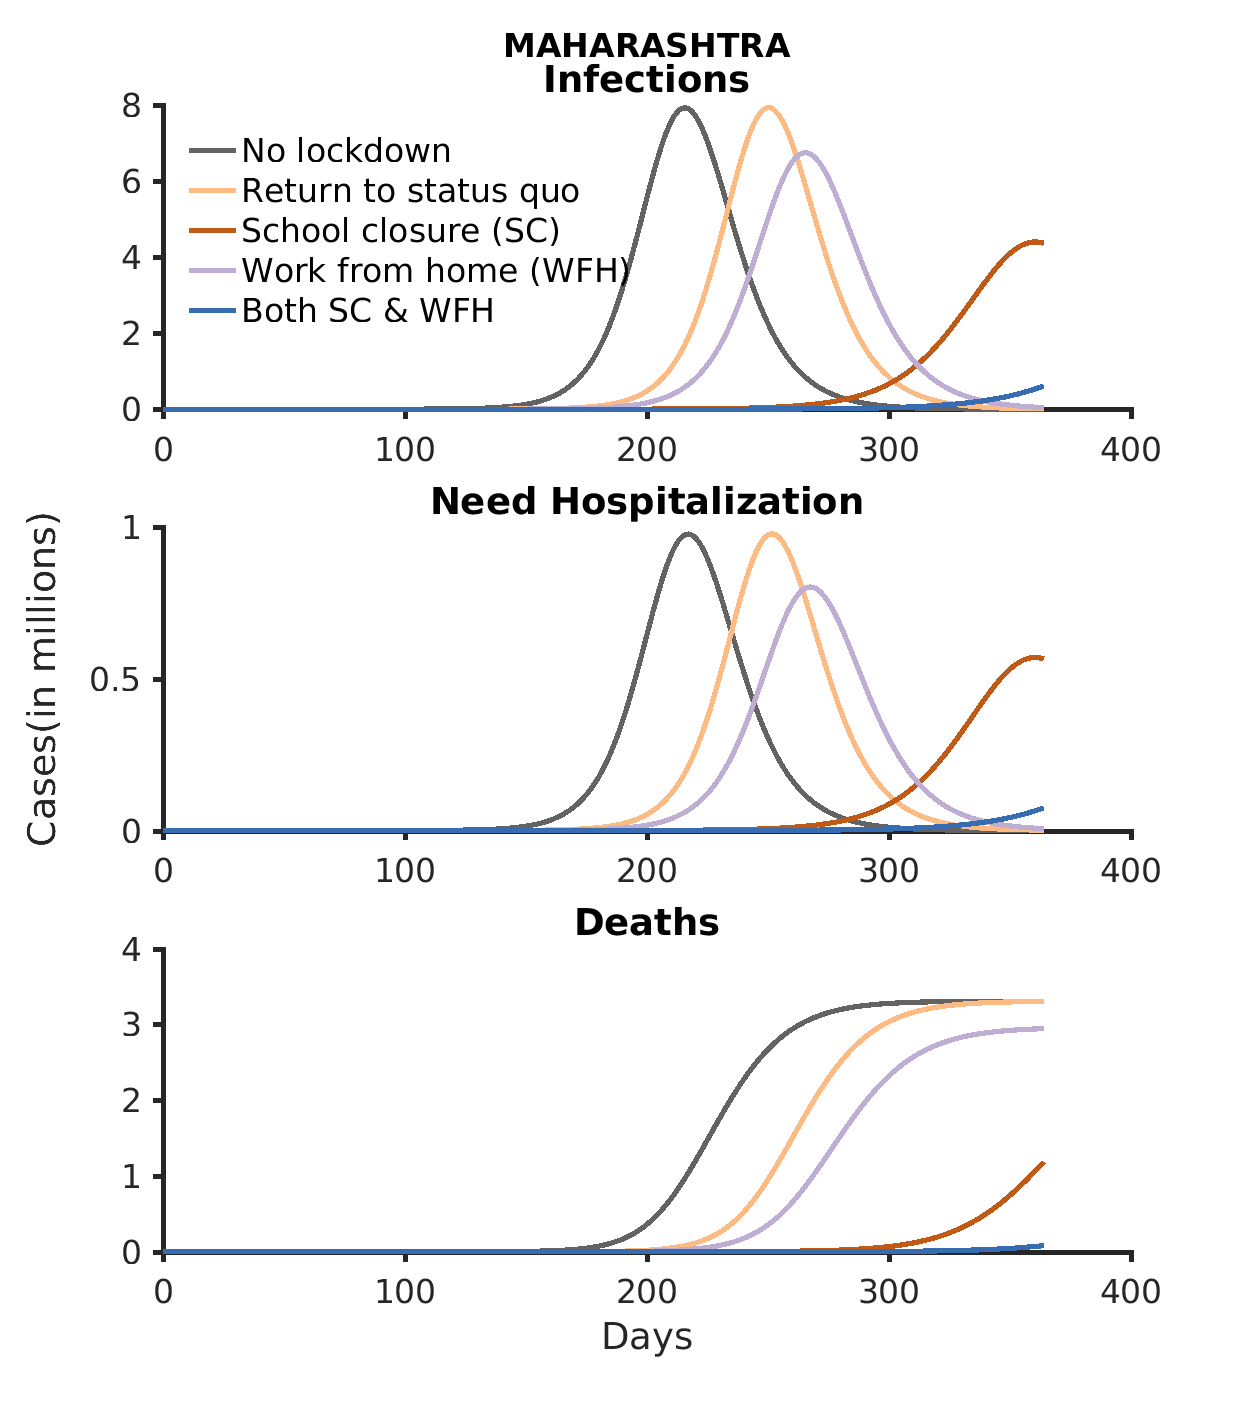 MAHARASHTRA
Infections
8
6
4
2
0
No lockdown
Return to status quo
School closure (SC)
Work from home (WFH)
Both SC & WFH
0 100 200 300 400
Need Hospitalization
Cases(in millions)
1
0.5
0
0 100 200 300 400
Deaths
4
3
2
1
0
0 100 200 300 400
Days